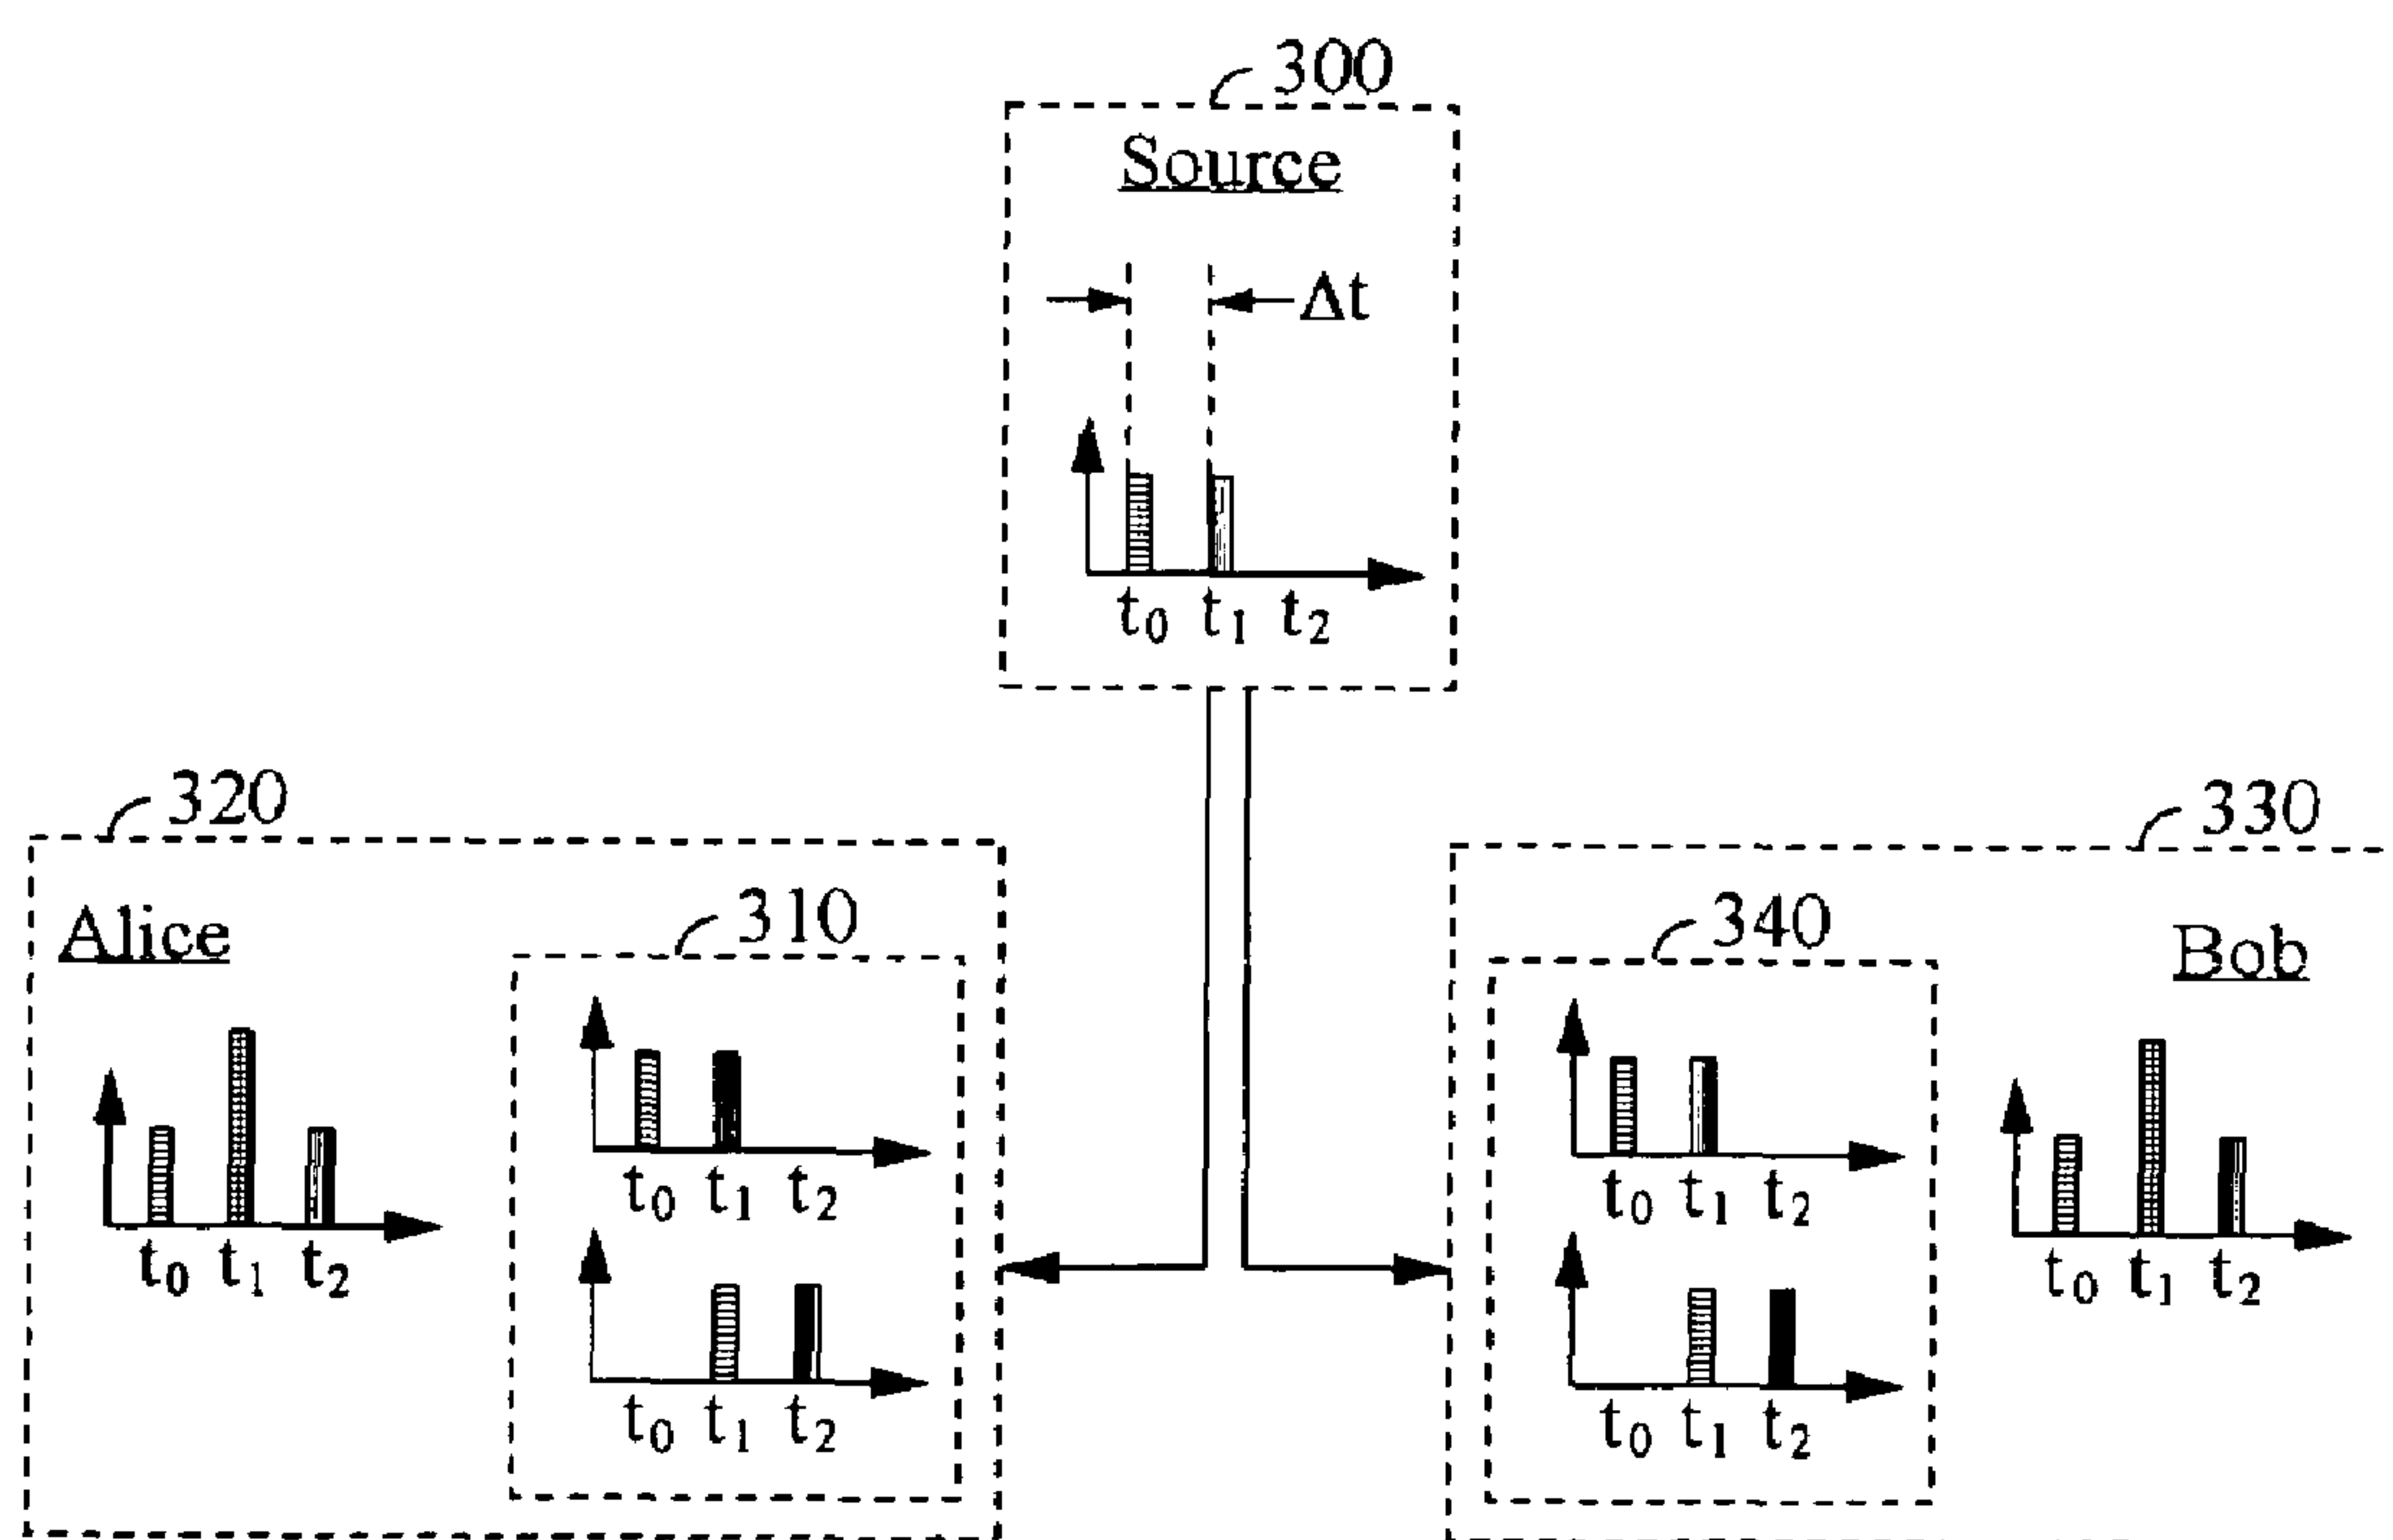 300
Source
Δt
t₀ t₁ t₂
320
330
Alice
310
340
Bob
t₀ t₁ t₂
t₀ t₁ t₂
t₀ t₁ t₂
t₀ t₁ t₂
t₀ t₁ t₂
t₀ t₁ t₂